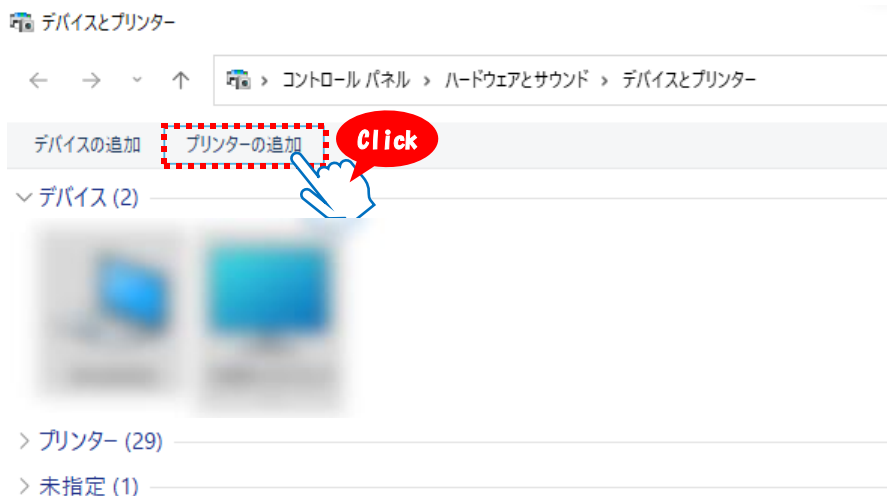 デバイスとプリンター
コントロール パネル › ハードウェアとサウンド › デバイスとプリンター
デバイスの追加 プリンターの追加 Click
デバイス (2)
プリンター (29)
未指定 (1)